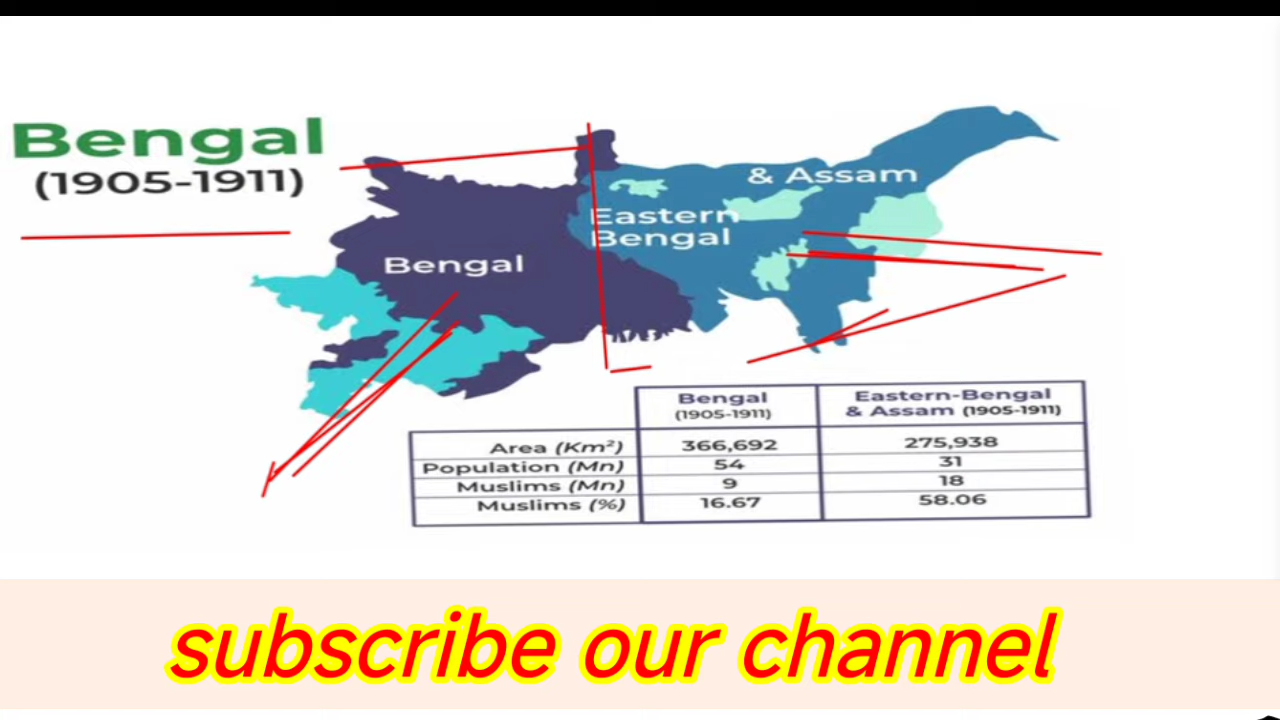 Bengal
(1905-1911)
& Assam
Eastern
Bengal
Bengal
Bengal
(1905-1911)
Eastern-Bengal
& Assam (1905-1911)
Area (Km²) 366,692 275,938
Population (Mn) 54 31
Muslims (Mn) 9 18
Muslims (%) 16.67 58.06
subscribe our channel